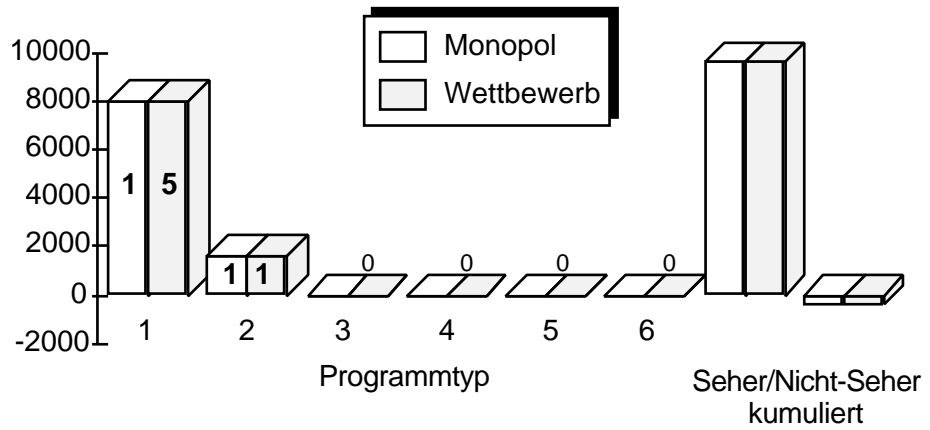 Monopol
Wettbewerb
10000
8000
6000
4000
2000
0
-2000
1 5
1 1
0 0 0 0
1 2 3 4 5 6
Programmtyp
Seher/Nicht-Seher
kumuliert